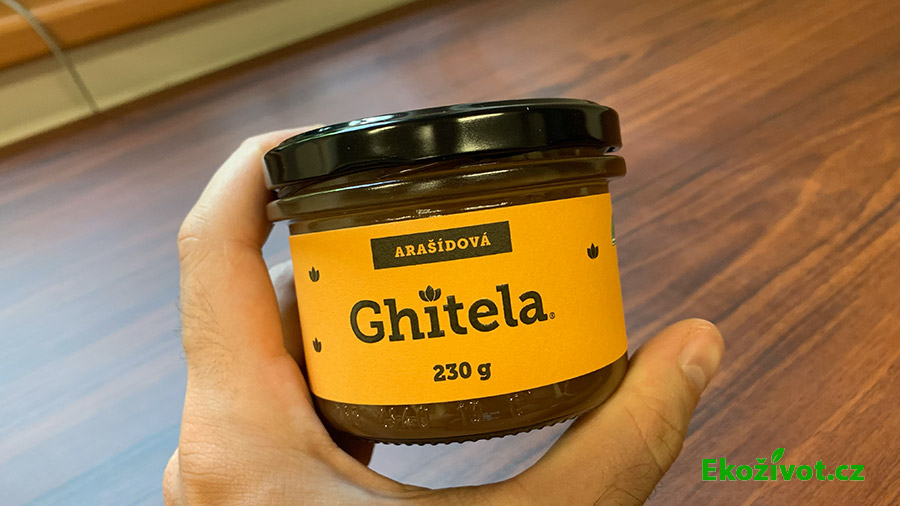 ARAŠÍDOVÁ
Ghitela®
230 g
Ekoživot.cz